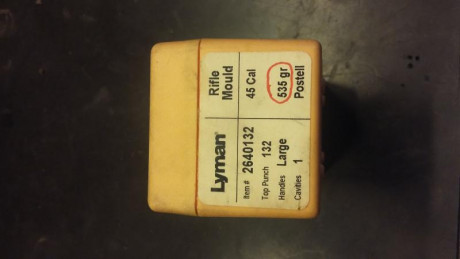 Lyman® Rifle Mould
Item # 2640132 45 Cal
Top Punch 132
Handles Large 535 gr
Cavities 1 Postell